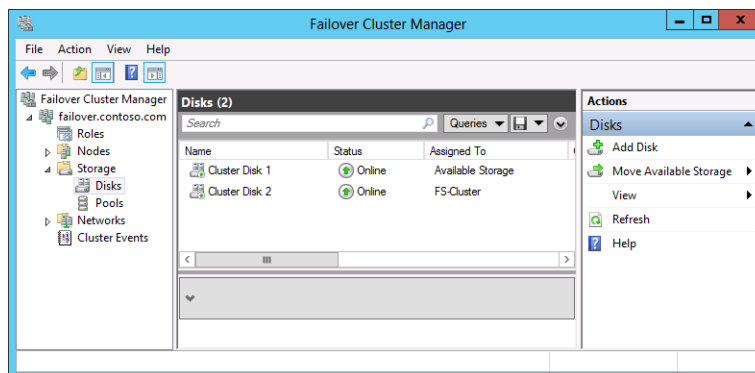 Failover Cluster Manager
File Action View Help
Failover Cluster Manager
failover.contoso.com
Roles
Nodes
Storage
Disks
Pools
Networks
Cluster Events
Disks (2)
Search
Queries
Name Status Assigned To
Cluster Disk 1 Online Available Storage
Cluster Disk 2 Online FS-Cluster
Actions
Disks
Add Disk
Move Available Storage
View
Refresh
Help